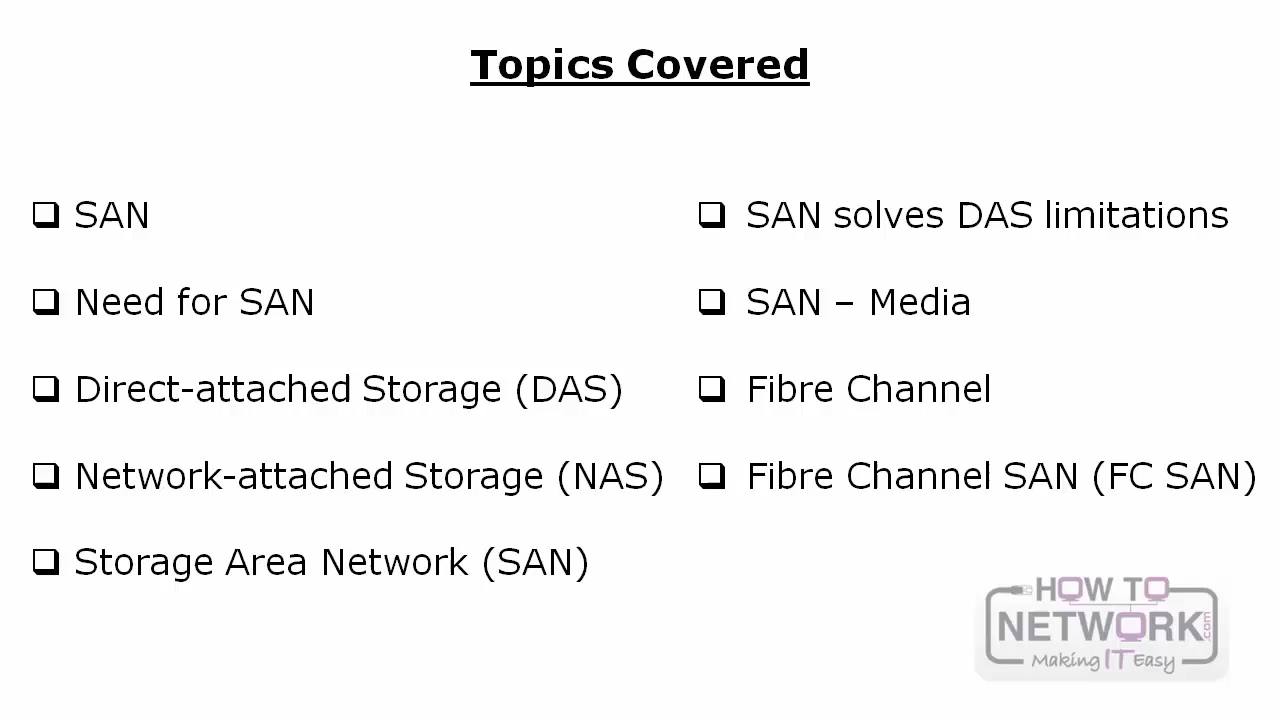 Topics Covered
❑ SAN
❑ Need for SAN
❑ Direct-attached Storage (DAS)
❑ Network-attached Storage (NAS)
❑ Storage Area Network (SAN)
❑ SAN solves DAS limitations
❑ SAN – Media
❑ Fibre Channel
❑ Fibre Channel SAN (FC SAN)
HOW TO
NETWORK.com
Making IT Easy